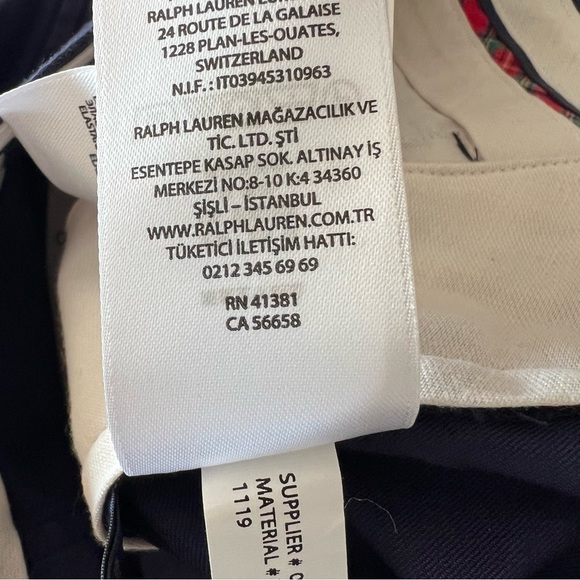 RALPH LAUREN
24 ROUTE DE LA GALAISE
1228 PLAN-LES-OUATES,
SWITZERLAND
N.I.F. : IT03945310963
RALPH LAUREN MAĞAZACILIK VE
TİC. LTD. ŞTİ
ESENTEPE KASAP SOK. ALTINAY İŞ
MERKEZİ NO:8-10 K:4 34360
ŞİŞLİ – İSTANBUL
WWW.RALPHLAUREN.COM.TR
TÜKETİCİ İLETİŞİM HATTI:
0212 345 69 69
RN 41381
CA 56658
SUPPLIER #
MATERIAL #
1119